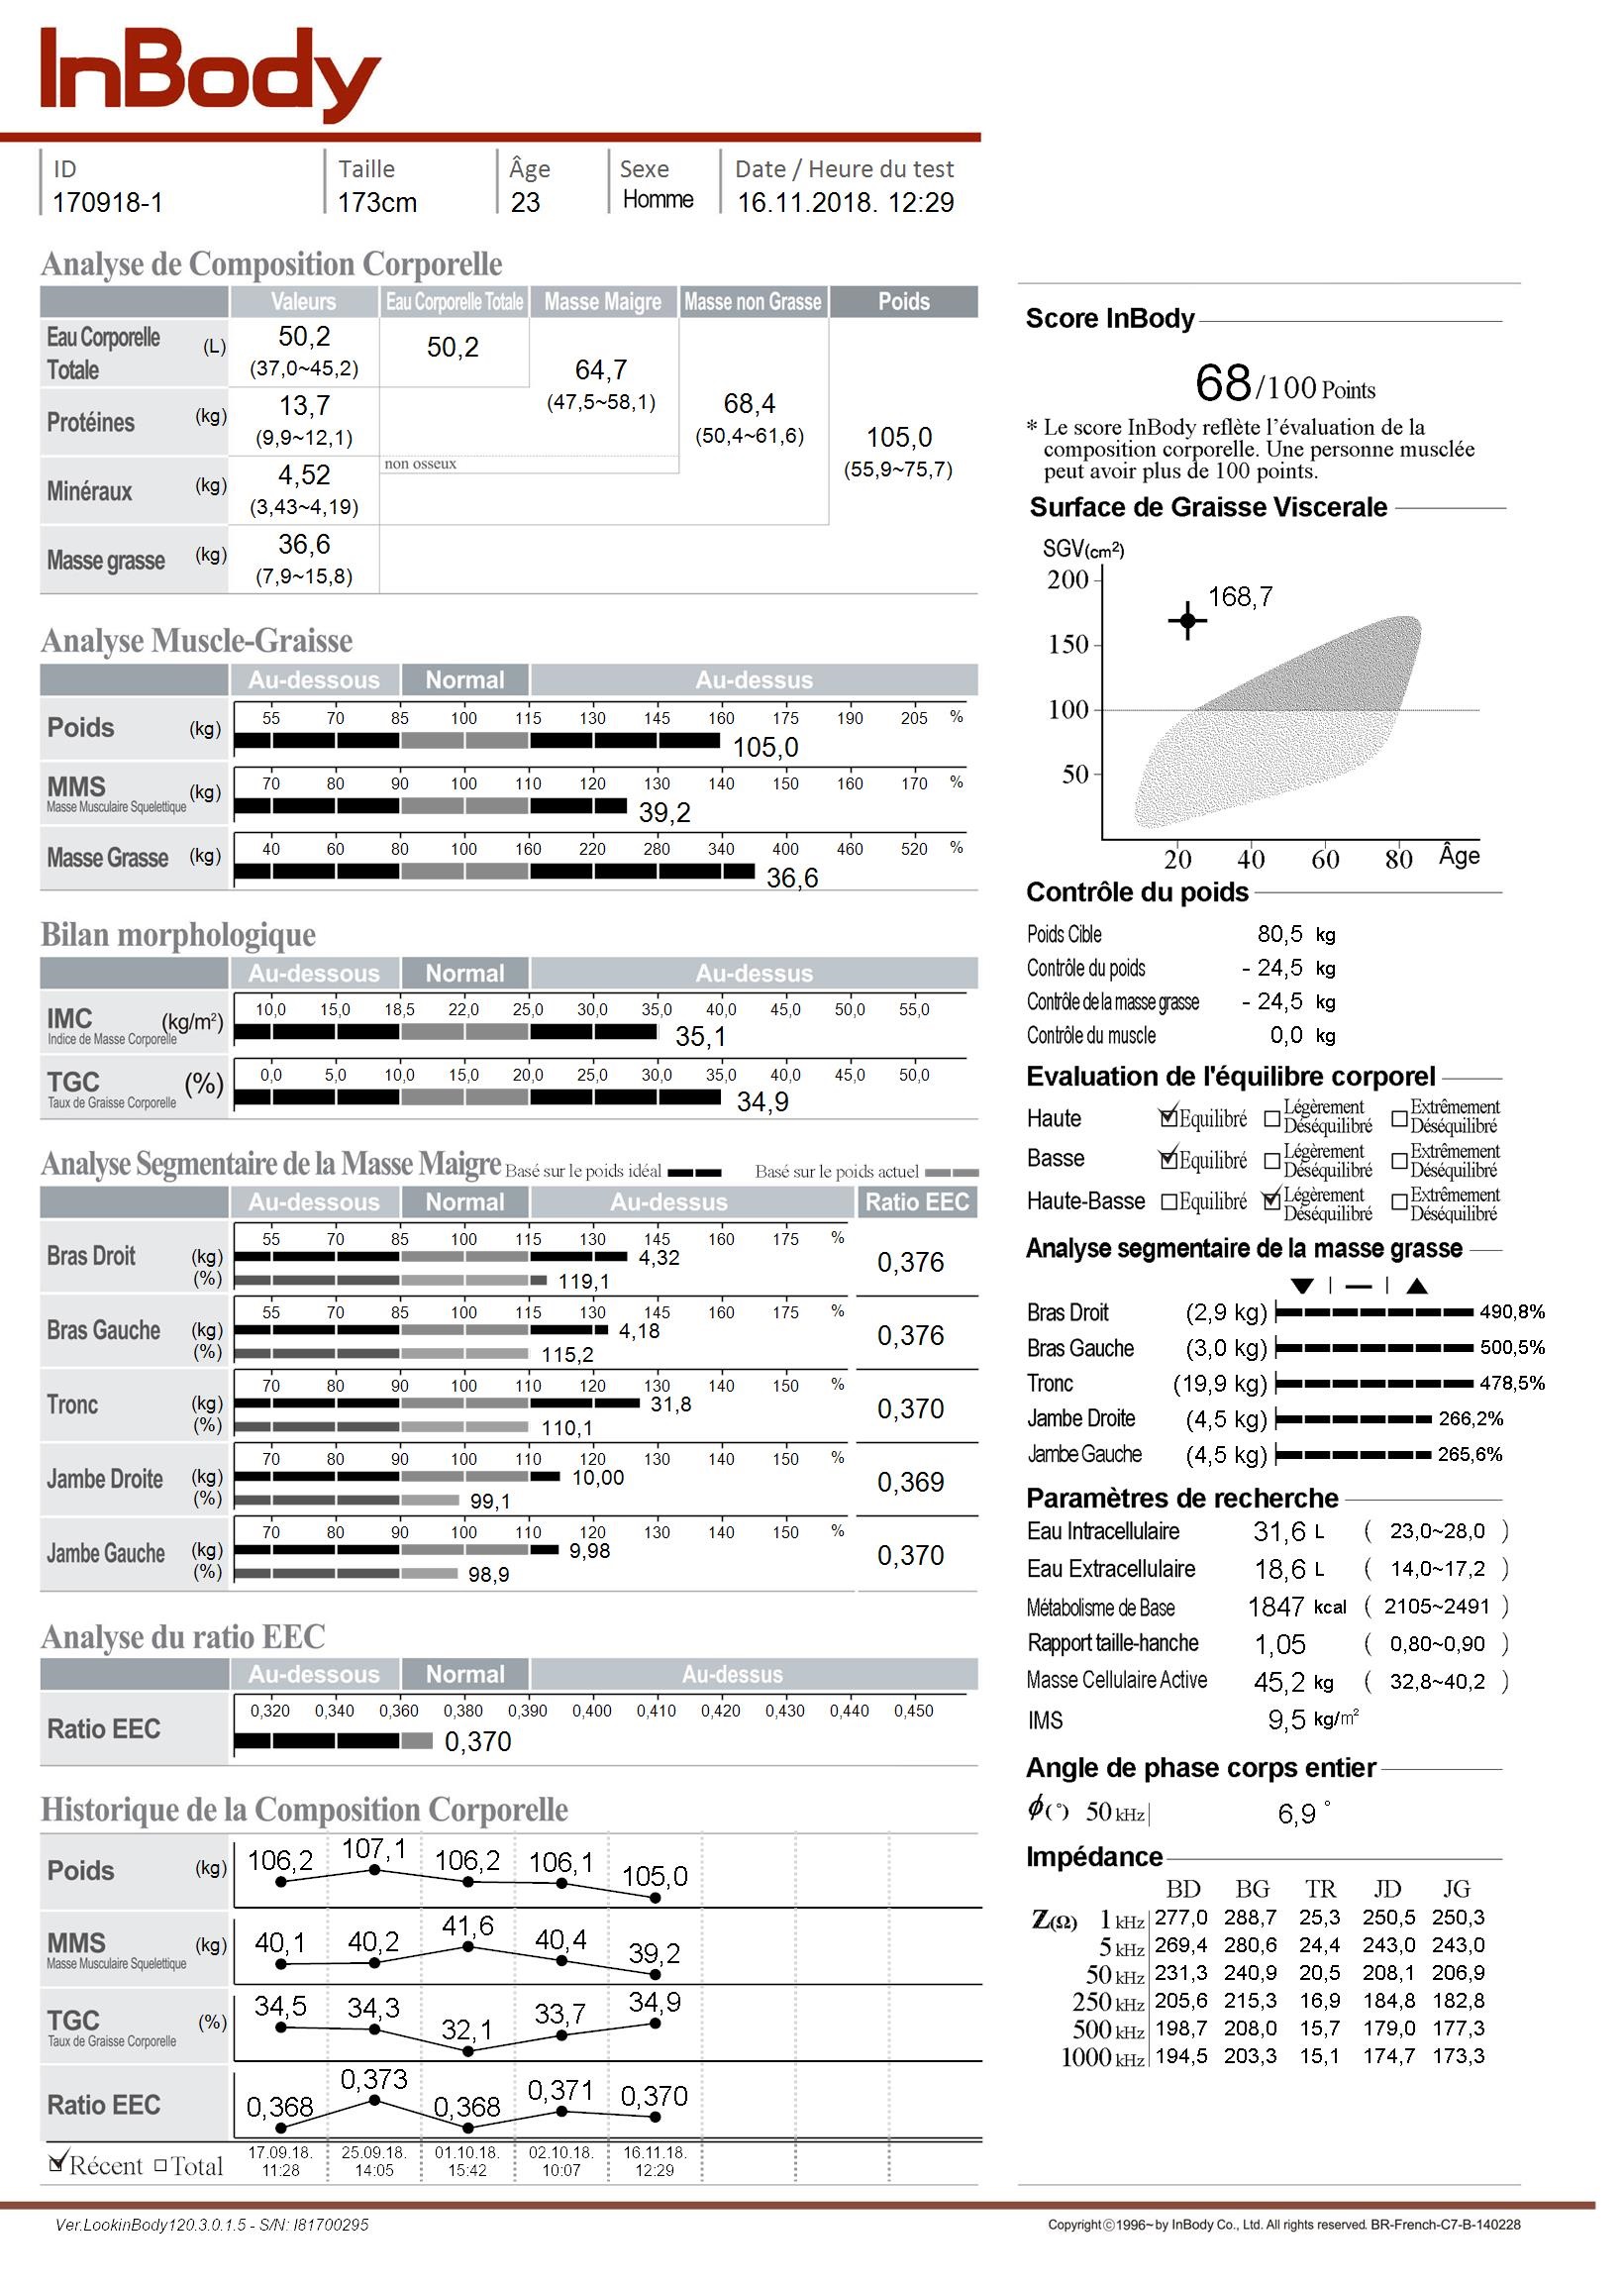 InBody
ID Taille Âge Sexe Date / Heure du test
170918-1 173cm 23 Homme 16.11.2018. 12:29
Analyse de Composition Corporelle
Valeurs Eau Corporelle Totale Masse Maigre Masse non Grasse Poids
Eau Corporelle Totale (L) 50,2 (37,0~45,2) 50,2
64,7 (47,5~58,1)
Protéines (kg) 13,7 (9,9~12,1)
68,4 (50,4~61,6)
105,0 (55,9~75,7)
non osseux
Minéraux (kg) 4,52 (3,43~4,19)
Masse grasse (kg) 36,6 (7,9~15,8)
Analyse Muscle-Graisse
Au-dessous Normal Au-dessus
Poids (kg) 55 70 85 100 115 130 145 160 175 190 205 %
105,0
MMS (kg) 70 80 90 100 110 120 130 140 150 160 170 %
Masse Musculaire Squelettique 39,2
Masse Grasse (kg) 40 60 80 100 160 220 280 340 400 460 520 %
36,6
Bilan morphologique
Au-dessous Normal Au-dessus
IMC (kg/m²) 10,0 15,0 18,5 22,0 25,0 30,0 35,0 40,0 45,0 50,0 55,0
Indice de Masse Corporelle 35,1
TGC (%) 0,0 5,0 10,0 15,0 20,0 25,0 30,0 35,0 40,0 45,0 50,0
Taux de Graisse Corporelle 34,9
Analyse Segmentaire de la Masse Maigre Basé sur le poids idéal Basé sur le poids actuel
Au-dessous Normal Au-dessus Ratio EEC
55 70 85 100 115 130 145 160 175 %
Bras Droit (kg) 4,32 0,376
(%) 119,1
55 70 85 100 115 130 145 160 175 %
Bras Gauche (kg) 4,18 0,376
(%) 115,2
70 80 90 100 110 120 130 140 150 %
Tronc (kg) 31,8 0,370
(%) 110,1
70 80 90 100 110 120 130 140 150 %
Jambe Droite (kg) 10,00 0,369
(%) 99,1
70 80 90 100 110 120 130 140 150 %
Jambe Gauche (kg) 9,98 0,370
(%) 98,9
Analyse du ratio EEC
Au-dessous Normal Au-dessus
0,320 0,340 0,360 0,380 0,390 0,400 0,410 0,420 0,430 0,440 0,450
Ratio EEC 0,370
Historique de la Composition Corporelle
Poids (kg) 106,2 107,1 106,2 106,1 105,0
MMS (kg) 40,1 40,2 41,6 40,4 39,2
Masse Musculaire Squelettique
TGC (%) 34,5 34,3 32,1 33,7 34,9
Taux de Graisse Corporelle
Ratio EEC 0,368 0,373 0,368 0,371 0,370
Récent Total 17.09.18. 25.09.18. 01.10.18. 02.10.18. 16.11.18.
11:28 14:05 15:42 10:07 12:29
Score InBody
68/100 Points
* Le score InBody reflète l’évaluation de la
composition corporelle. Une personne musclée
peut avoir plus de 100 points.
Surface de Graisse Viscerale
SGV(cm²)
200
168,7
150
100
50
20 40 60 80 Âge
Contrôle du poids
Poids Cible 80,5 kg
Contrôle du poids - 24,5 kg
Contrôle de la masse grasse - 24,5 kg
Contrôle du muscle 0,0 kg
Evaluation de l'équilibre corporel
Haute Equilibré Légèrement Déséquilibré Extrêmement Déséquilibré
Basse Equilibré Légèrement Déséquilibré Extrêmement Déséquilibré
Haute-Basse Equilibré Légèrement Déséquilibré Extrêmement Déséquilibré
Analyse segmentaire de la masse grasse
Bras Droit (2,9 kg) 490,8%
Bras Gauche (3,0 kg) 500,5%
Tronc (19,9 kg) 478,5%
Jambe Droite (4,5 kg) 266,2%
Jambe Gauche (4,5 kg) 265,6%
Paramètres de recherche
Eau Intracellulaire 31,6 L ( 23,0~28,0 )
Eau Extracellulaire 18,6 L ( 14,0~17,2 )
Métabolisme de Base 1847 kcal ( 2105~2491 )
Rapport taille-hanche 1,05 ( 0,80~0,90 )
Masse Cellulaire Active 45,2 kg ( 32,8~40,2 )
IMS 9,5 kg/m²
Angle de phase corps entier
ϕ(°) 50 kHz 6,9 °
Impédance
BD BG TR JD JG
Z(Ω) 1 kHz 277,0 288,7 25,3 250,5 250,3
5 kHz 269,4 280,6 24,4 243,0 243,0
50 kHz 231,3 240,9 20,5 208,1 206,9
250 kHz 205,6 215,3 16,9 184,8 182,8
500 kHz 198,7 208,0 15,7 179,0 177,3
1000 kHz 194,5 203,3 15,1 174,7 173,3
Ver.LookinBody120.3.0.1.5 - S/N: I81700295
Copyright ⓒ 1996~ by InBody Co., Ltd. All rights reserved. BR-French-C7-B-140228